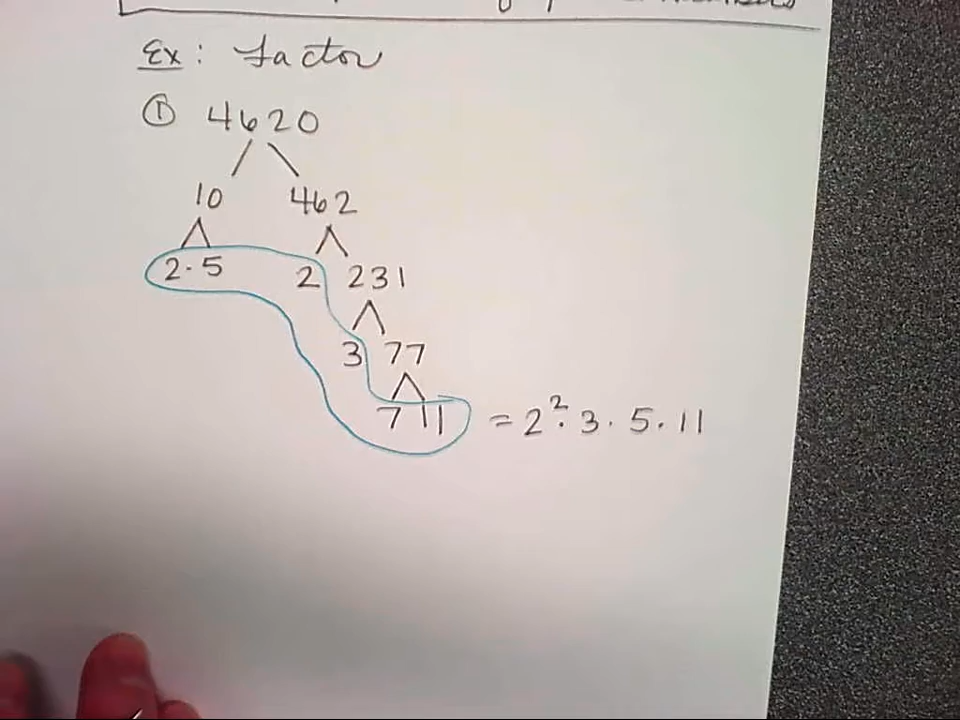 Ex: Factor
① 4620
10 462
2·5 2 231
3 77
7 11 = 2²·3·5·11